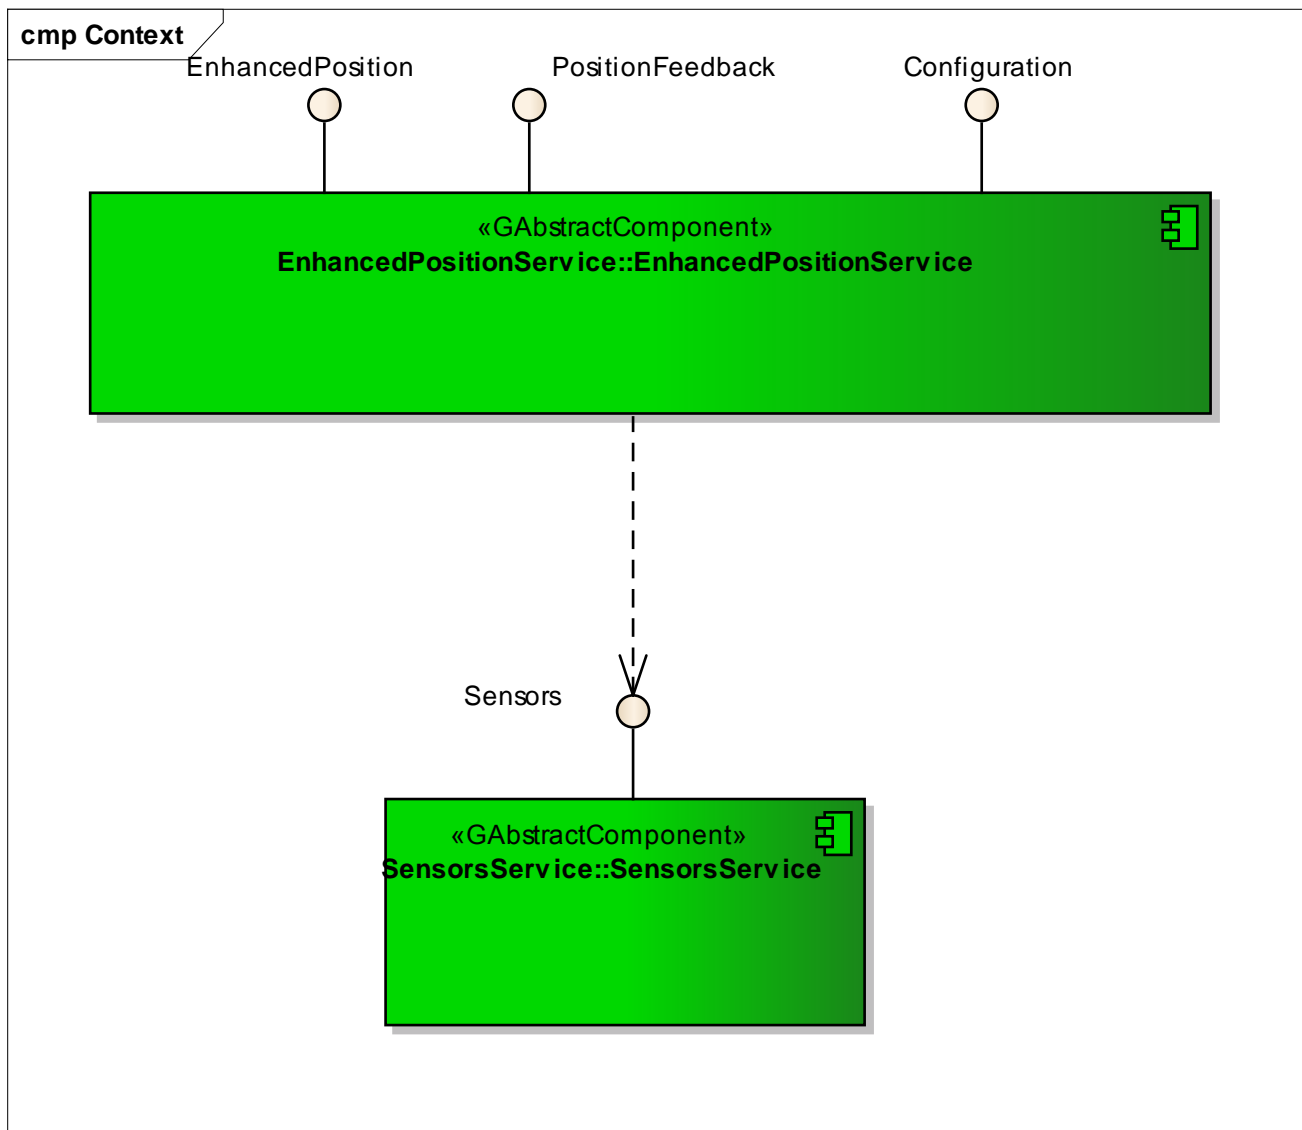 cmp Context
EnhancedPosition
PositionFeedback
Configuration
«GAbstractComponent»
EnhancedPositionService::EnhancedPositionService
Sensors
«GAbstractComponent»
SensorsService::SensorsService